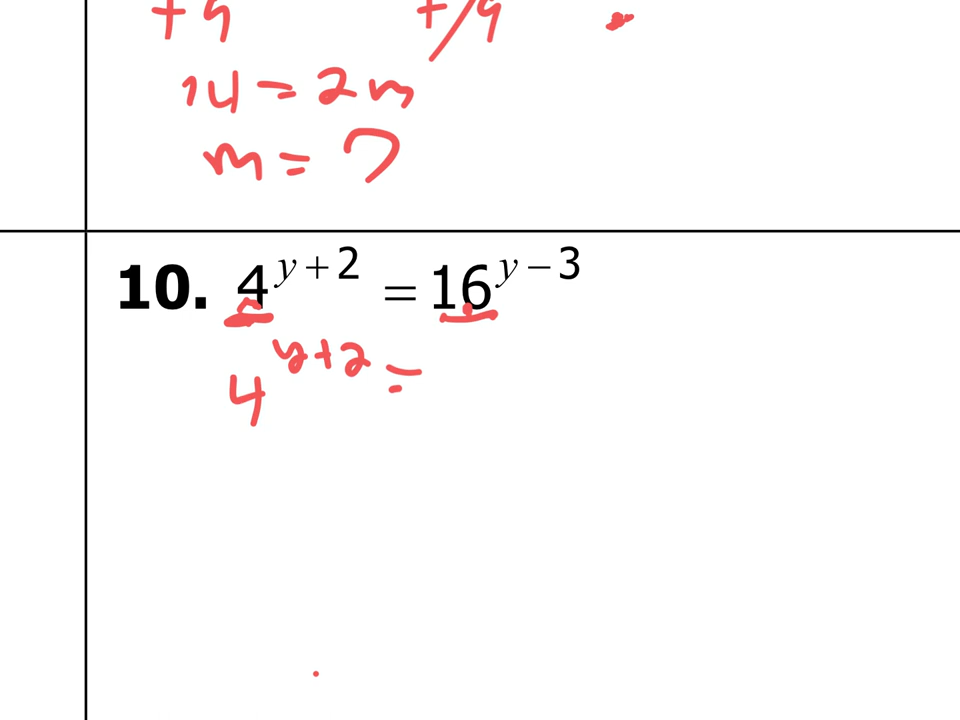 +9 +/9
14 = 2m
m = 7
10. 4^{y+2} = 16^{y-3}
4^{y+2} =